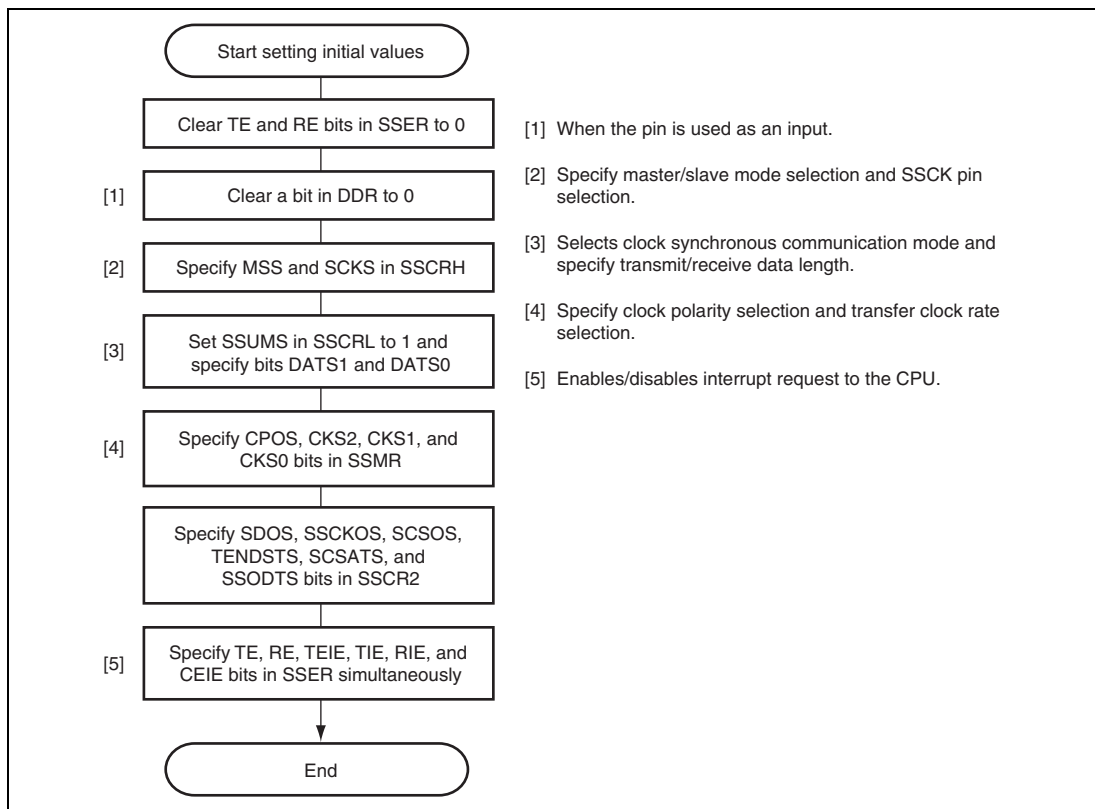 Start setting initial values
Clear TE and RE bits in SSER to 0
[1]
Clear a bit in DDR to 0
[2]
Specify MSS and SCKS in SSCRH
[3]
Set SSUMS in SSCRL to 1 and
specify bits DATS1 and DATS0
[4]
Specify CPOS, CKS2, CKS1, and
CKS0 bits in SSMR
Specify SDOS, SSCKOS, SCSOS,
TENDSTS, SCSATS, and
SSODTS bits in SSCR2
[5]
Specify TE, RE, TEIE, TIE, RIE, and
CEIE bits in SSER simultaneously
End
[1] When the pin is used as an input.
[2] Specify master/slave mode selection and SSCK pin
selection.
[3] Selects clock synchronous communication mode and
specify transmit/receive data length.
[4] Specify clock polarity selection and transfer clock rate
selection.
[5] Enables/disables interrupt request to the CPU.